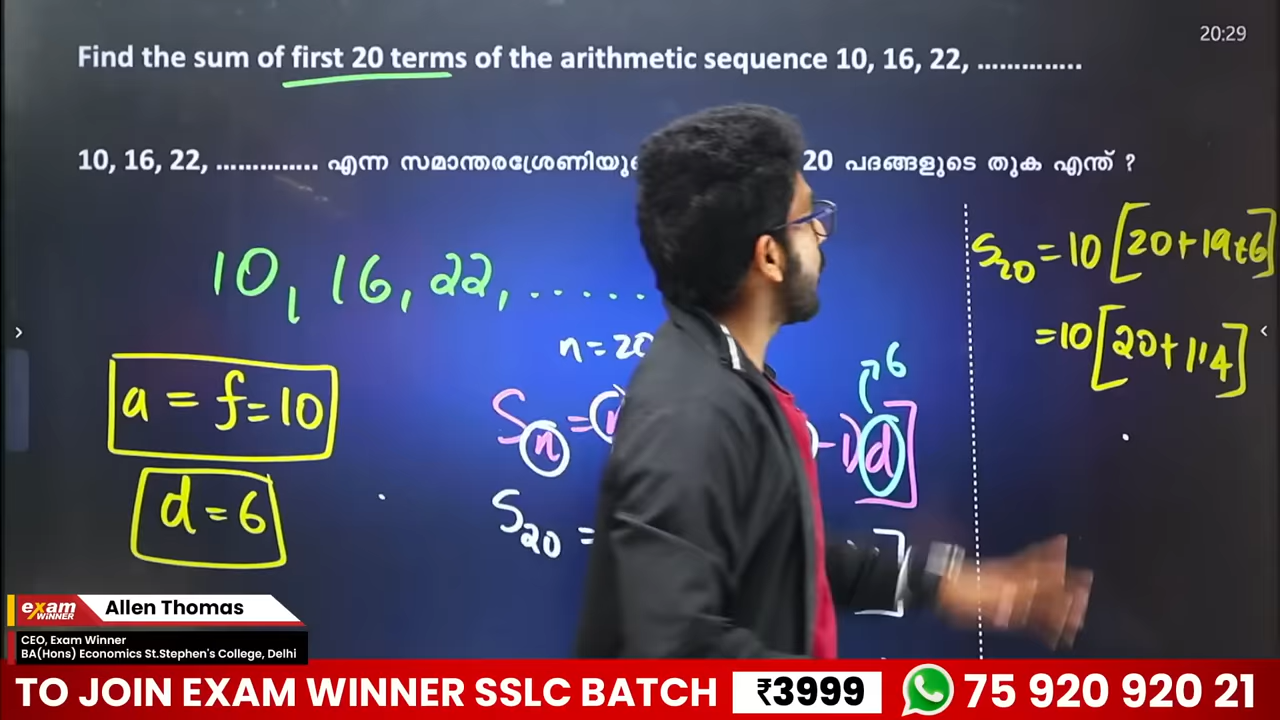 20:29
Find the sum of first 20 terms of the arithmetic sequence 10, 16, 22, ..............
10, 16, 22, .............. എന്ന സമാന്തരശ്രേണിയുടെ 20 പദങ്ങളുടെ തുക എന്ത് ?
10, 16, 22, ......
S₂₀ = 10 [20+19×6]
= 10 [20+114]
n = 20
a = f = 10
6
Sn = -1)d]
d = 6
S₂₀ = ]
exam WINNER
Allen Thomas
CEO, Exam Winner
BA(Hons) Economics St.Stephen's College, Delhi
TO JOIN EXAM WINNER SSLC BATCH ₹3999 75 920 920 21